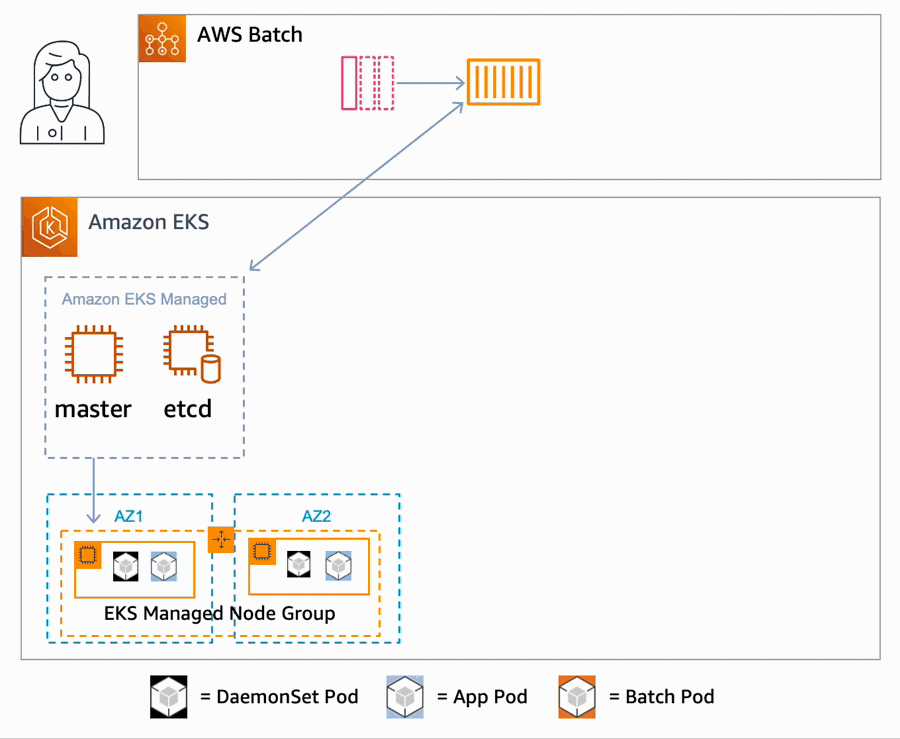 AWS Batch
Amazon EKS
Amazon EKS Managed
master etcd
AZ1 AZ2
EKS Managed Node Group
= DaemonSet Pod = App Pod = Batch Pod